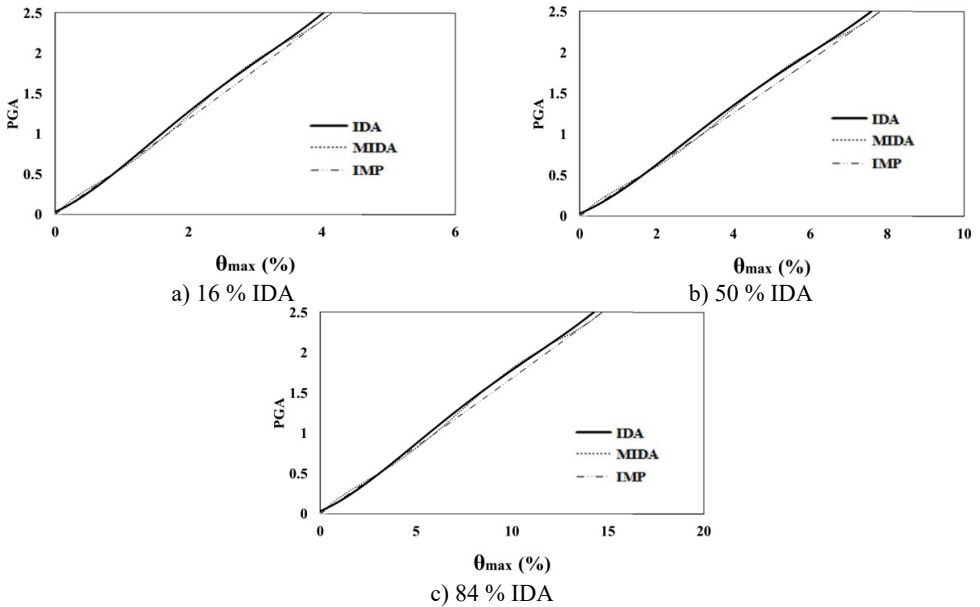 2.5
2
1.5
1
0.5
0
PGA
IDA
MIDA
IMP
0 2 4 6
θmax (%)
a) 16 % IDA
2.5
2
1.5
1
0.5
0
PGA
IDA
MIDA
IMP
0 2 4 6 8 10
θmax (%)
b) 50 % IDA
2.5
2
1.5
1
0.5
0
PGA
IDA
MIDA
IMP
0 5 10 15 20
θmax (%)
c) 84 % IDA